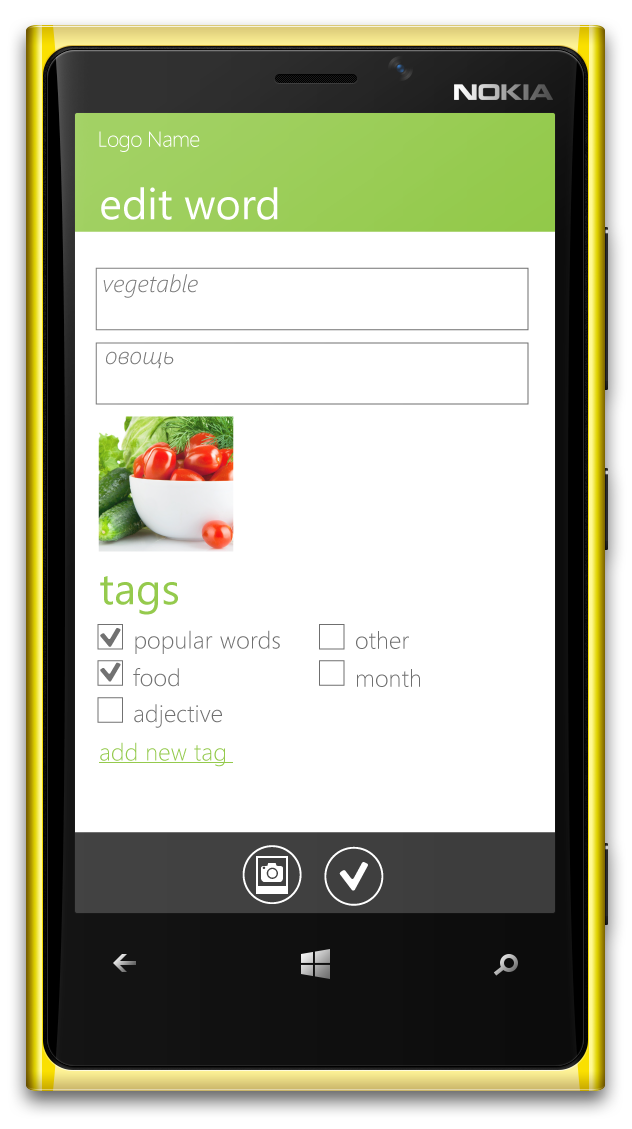 NOKIA
Logo Name
edit word
vegetable
овощь
tags
popular words
other
food
month
adjective
add new tag